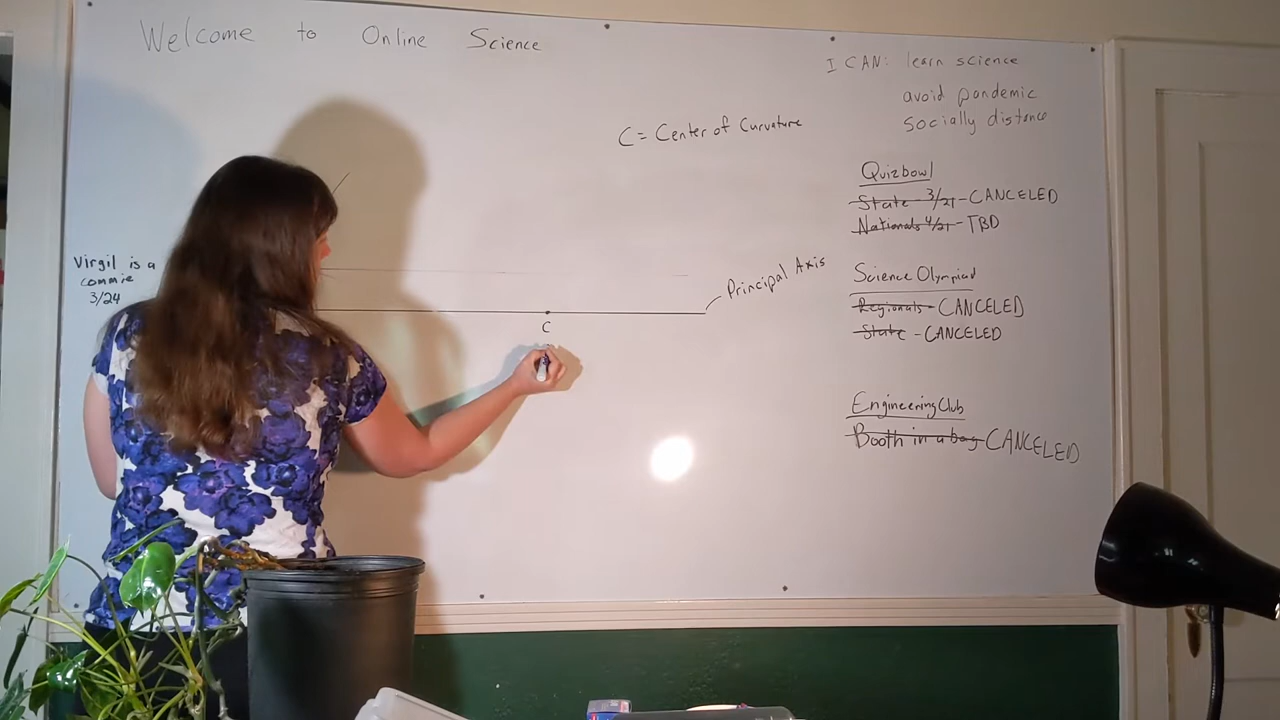 Welcome to Online Science
I CAN: learn science
avoid pandemic
socially distance
C = Center of Curvature
Quizbowl
State 3/21 - CANCELED
Nationals 4/21 - TBD
Virgil is a
commie
3/24
Principal Axis
C
Science Olympiad
Regionals - CANCELED
State - CANCELED
Engineering Club
Booth in a bag CANCELED